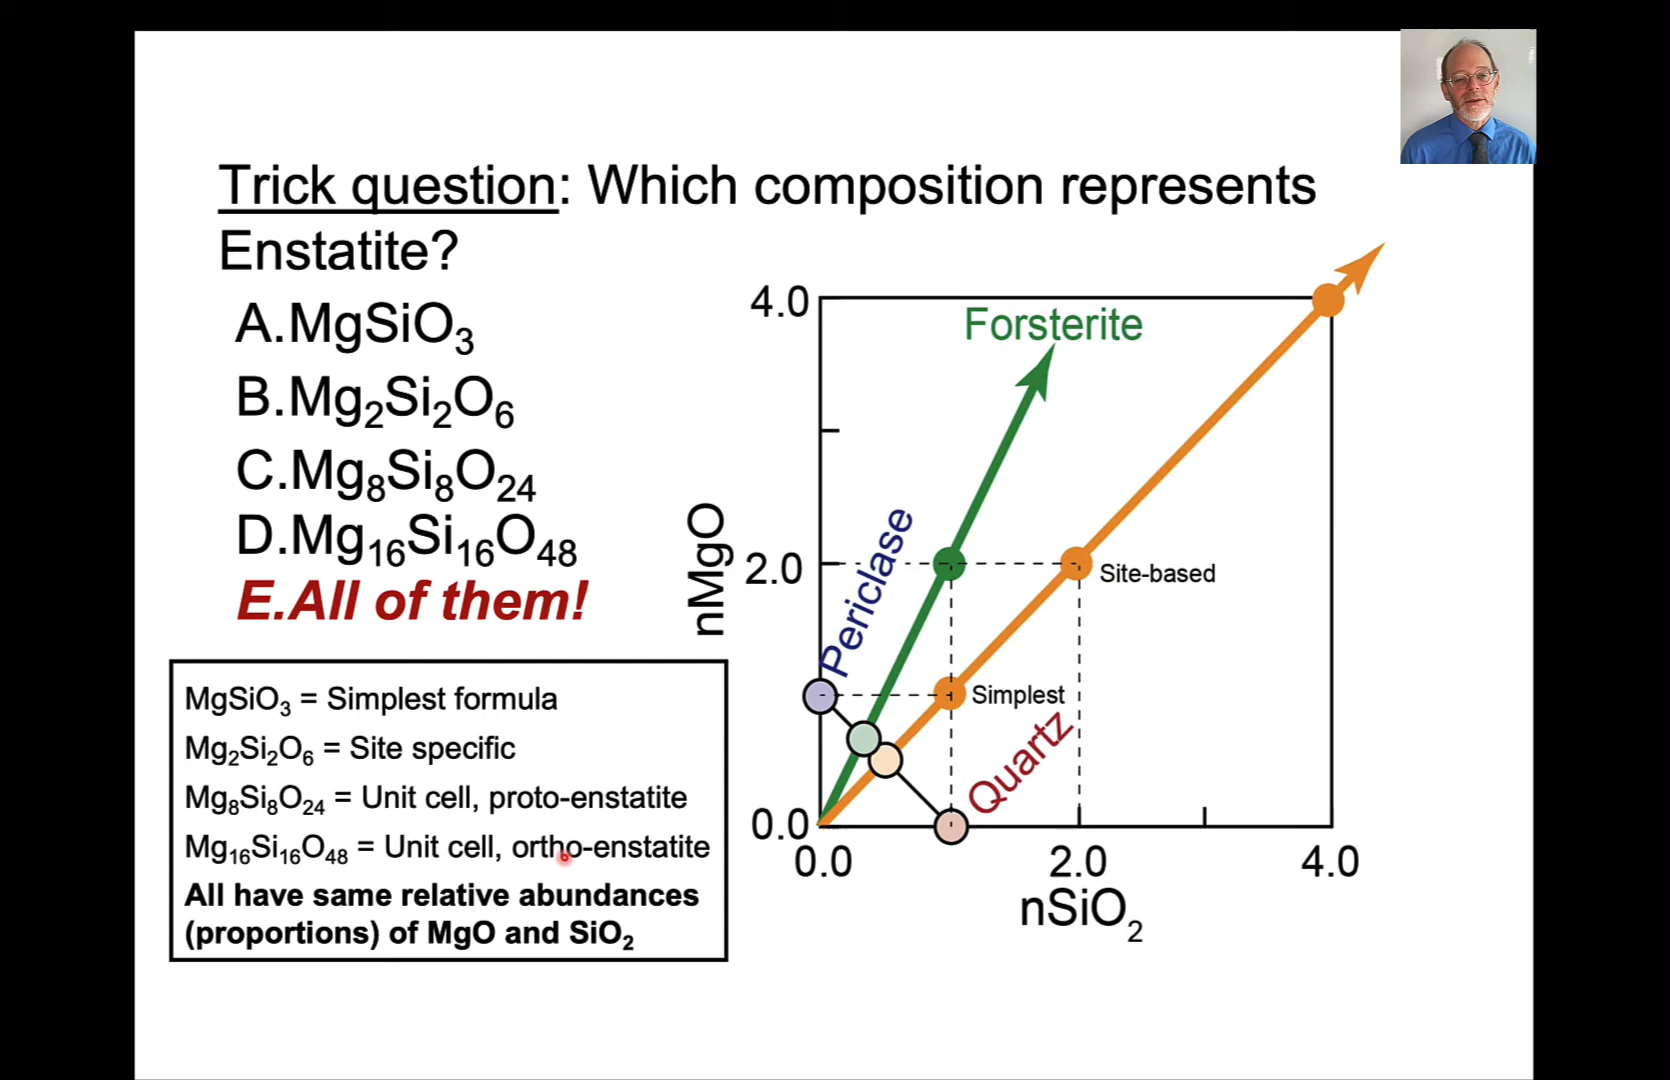 Trick question: Which composition represents
Enstatite?
A.MgSiO₃
B.Mg₂Si₂O₆
C.Mg₈Si₈O₂₄
D.Mg₁₆Si₁₆O₄₈
E.All of them!
MgSiO₃ = Simplest formula
Mg₂Si₂O₆ = Site specific
Mg₈Si₈O₂₄ = Unit cell, proto-enstatite
Mg₁₆Si₁₆O₄₈ = Unit cell, ortho-enstatite
All have same relative abundances
(proportions) of MgO and SiO₂
4.0
Forsterite
nMgO
Periclase
2.0
Site-based
Simplest
Quartz
0.0
0.0
2.0
4.0
nSiO₂